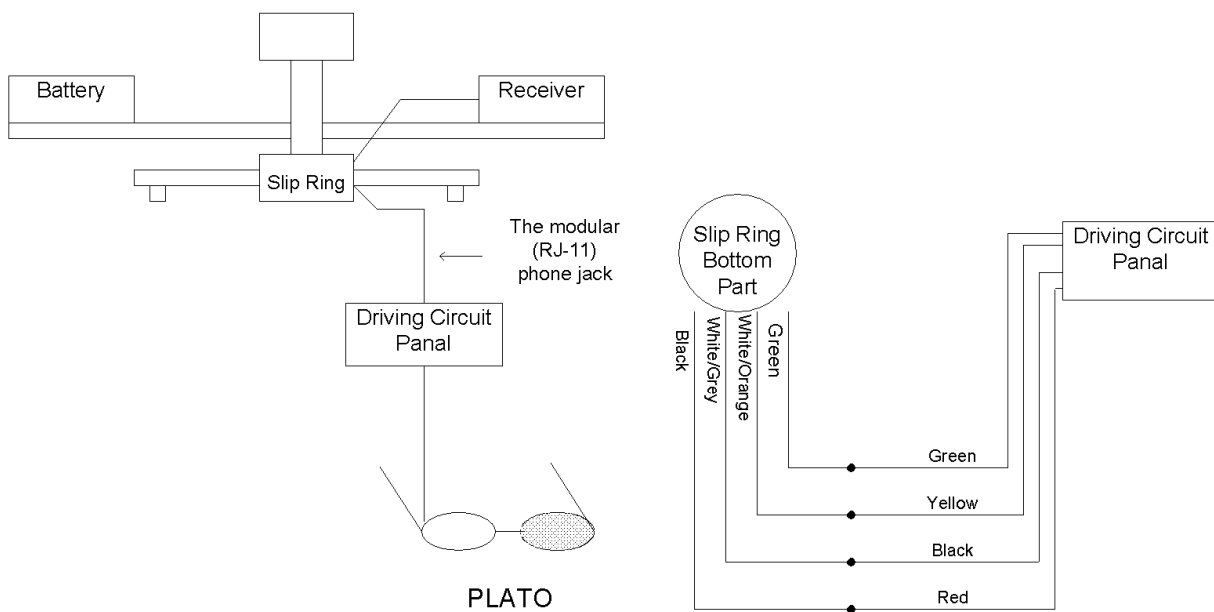 Battery
Receiver
Slip Ring
The modular
(RJ-11)
phone jack
Driving Circuit
Panal
PLATO
Slip Ring
Bottom
Part
Driving Circuit
Panal
Black
White/Grey
White/Orange
Green
Green
Yellow
Black
Red